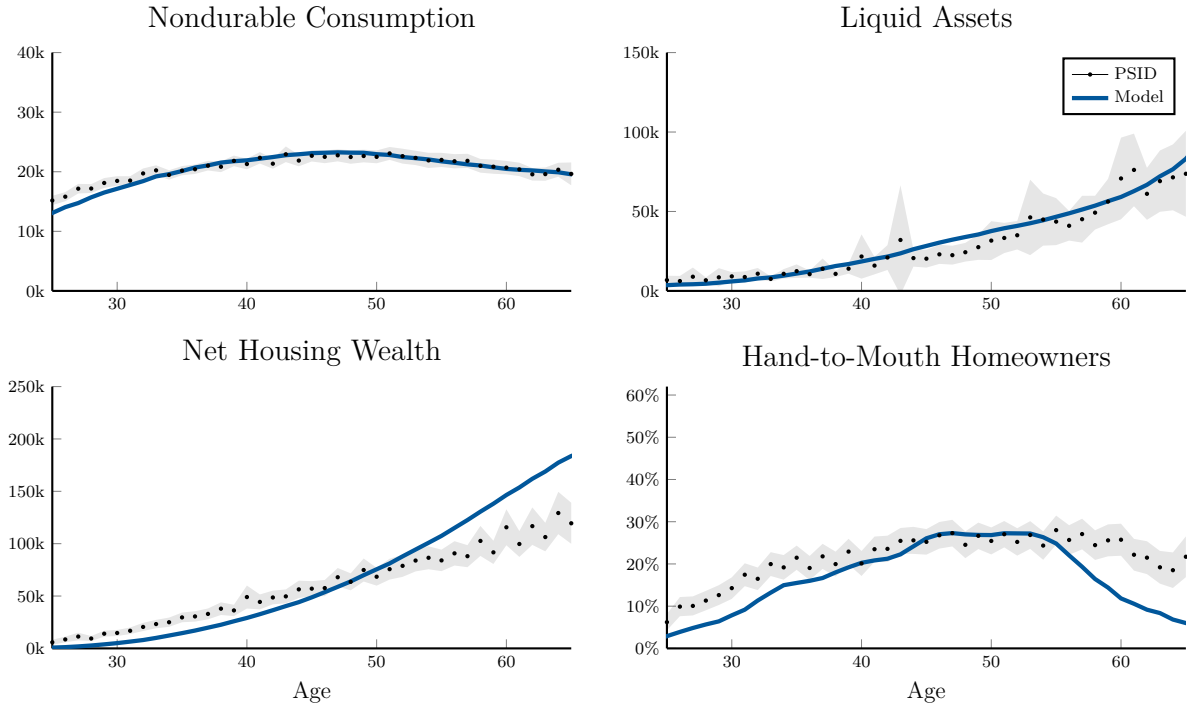 Nondurable Consumption
40k
30k
20k
10k
0k
30
40
50
60
Liquid Assets
150k
100k
50k
0k
30
40
50
60
PSID
Model
Net Housing Wealth
250k
200k
150k
100k
50k
0k
30
40
50
60
Age
Hand-to-Mouth Homeowners
60%
50%
40%
30%
20%
10%
0%
30
40
50
60
Age